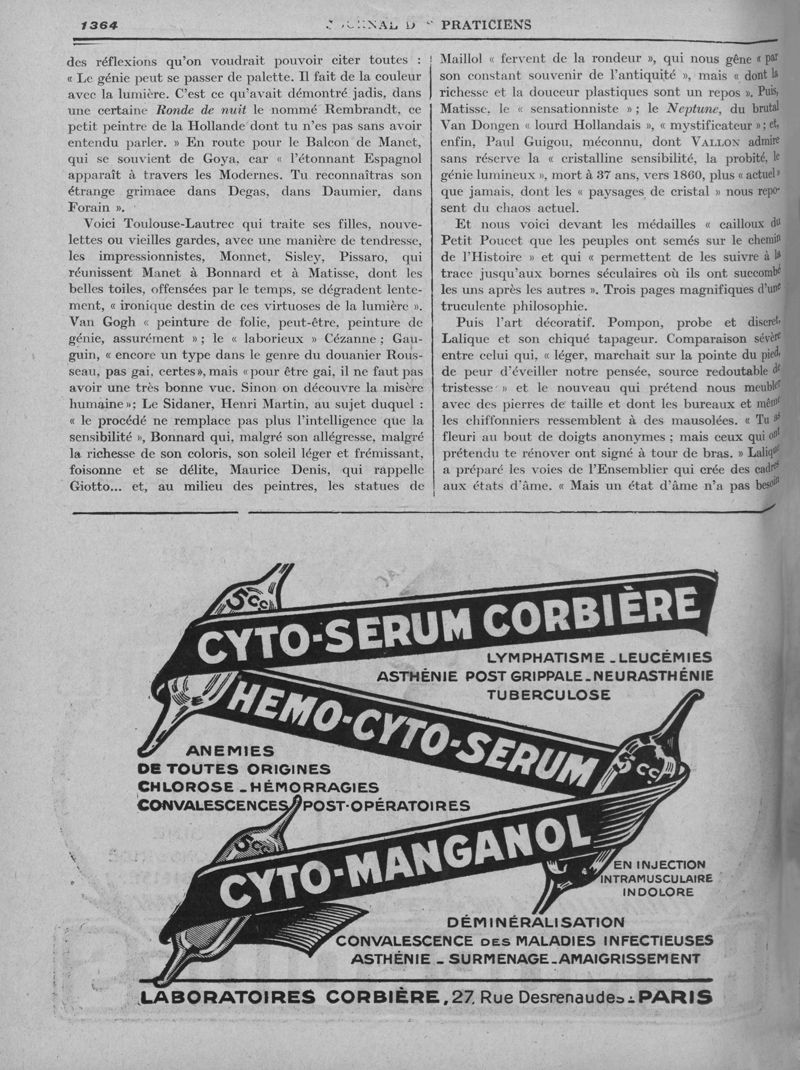 1364
JOURNAL DES PRATICIENS
des réflexions qu'on voudrait pouvoir citer toutes :
« Le génie peut se passer de palette. Il fait de la couleur
avec la lumière. C'est ce qu'avait démontré jadis, dans
une certaine Ronde de nuit le nommé Rembrandt, ce
petit peintre de la Hollande dont tu n'es pas sans avoir
entendu parler. » En route pour le Balcon de Manet,
qui se souvient de Goya, car « l'étonnant Espagnol
apparaît à travers les Modernes. Tu reconnaîtras son
étrange grimace dans Degas, dans Daumier, dans
Forain ».
Voici Toulouse-Lautrec qui traite ses filles, nouve-
lettes ou vieilles gardes, avec une manière de tendresse,
les impressionnistes, Monnet, Sisley, Pissaro, qui
réunissent Manet à Bonnard et à Matisse, dont les
belles toiles, offensées par le temps, se dégradent lente-
ment, « ironique destin de ces virtuoses de la lumière ».
Van Gogh « peinture de folie, peut-être, peinture de
génie, assurément » ; le « laborieux » Cézanne ; Gau-
guin, « encore un type dans le genre du douanier Rous-
seau, pas gai, certes », mais « pour être gai, il ne faut pas
avoir une très bonne vue. Sinon on découvre la misère
humaine » ; Le Sidaner, Henri Martin, au sujet duquel :
« le procédé ne remplace pas plus l'intelligence que la
sensibilité », Bonnard qui, malgré son allégresse, malgré
la richesse de son coloris, son soleil léger et frémissant,
foisonne et se délite, Maurice Denis, qui rappelle
Giotto... et, au milieu des peintres, les statues de
Maillol « fervent de la rondeur », qui nous gêne « par
son constant souvenir de l'antiquité », mais « dont la
richesse et la douceur plastiques sont un repos ». Puis,
Matisse, le « sensationniste » ; le Neptune, du brutal
Van Dongen « lourd Hollandais », « mystificateur » ; et,
enfin, Paul Guigou, méconnu, dont VALLON admire
sans réserve la « cristalline sensibilité, la probité, le
génie lumineux », mort à 37 ans, vers 1860, plus « actuel »
que jamais, dont les « paysages de cristal » nous repo-
sent du chaos actuel.
Et nous voici devant les médailles « cailloux du
Petit Poucet que les peuples ont semés sur le chemin
de l'Histoire » et qui « permettent de les suivre à la
trace jusqu'aux bornes séculaires où ils ont succombé
les uns après les autres ». Trois pages magnifiques d'une
truculente philosophie.
Puis l'art décoratif. Pompon, probe et discret,
Lalique et son chiqué tapageur. Comparaison sévère
entre celui qui, « léger, marchait sur la pointe du pied,
de peur d'éveiller notre pensée, source redoutable de
tristesse » et le nouveau qui prétend nous meubler
avec des pierres de taille et dont les bureaux et même
les chiffonniers ressemblent à des mausolées. « Tu as
fleuri au bout de doigts anonymes ; mais ceux qui ont
prétendu te rénover ont signé à tour de bras. » Lalique
a préparé les voies de l'Ensemblier qui crée des cadres
aux états d'âme. « Mais un état d'âme n'a pas besoin
5cc
CYTO-SERUM CORBIÈRE
LYMPHATISME - LEUCÉMIES
ASTHÉNIE POST GRIPPALE - NEURASTHÉNIE
TUBERCULOSE
HEMO-CYTO-SERUM
5cc
ANEMIES
DE TOUTES ORIGINES
CHLOROSE - HÉMORRAGIES
CONVALESCENCES POST-OPÉRATOIRES
5cc
CYTO-MANGANOL
EN INJECTION
INTRAMUSCULAIRE
INDOLORE
DÉMINÉRALISATION
CONVALESCENCE DES MALADIES INFECTIEUSES
ASTHÉNIE - SURMENAGE - AMAIGRISSEMENT
LABORATOIRES CORBIÈRE, 27, Rue Desrenaudes - PARIS